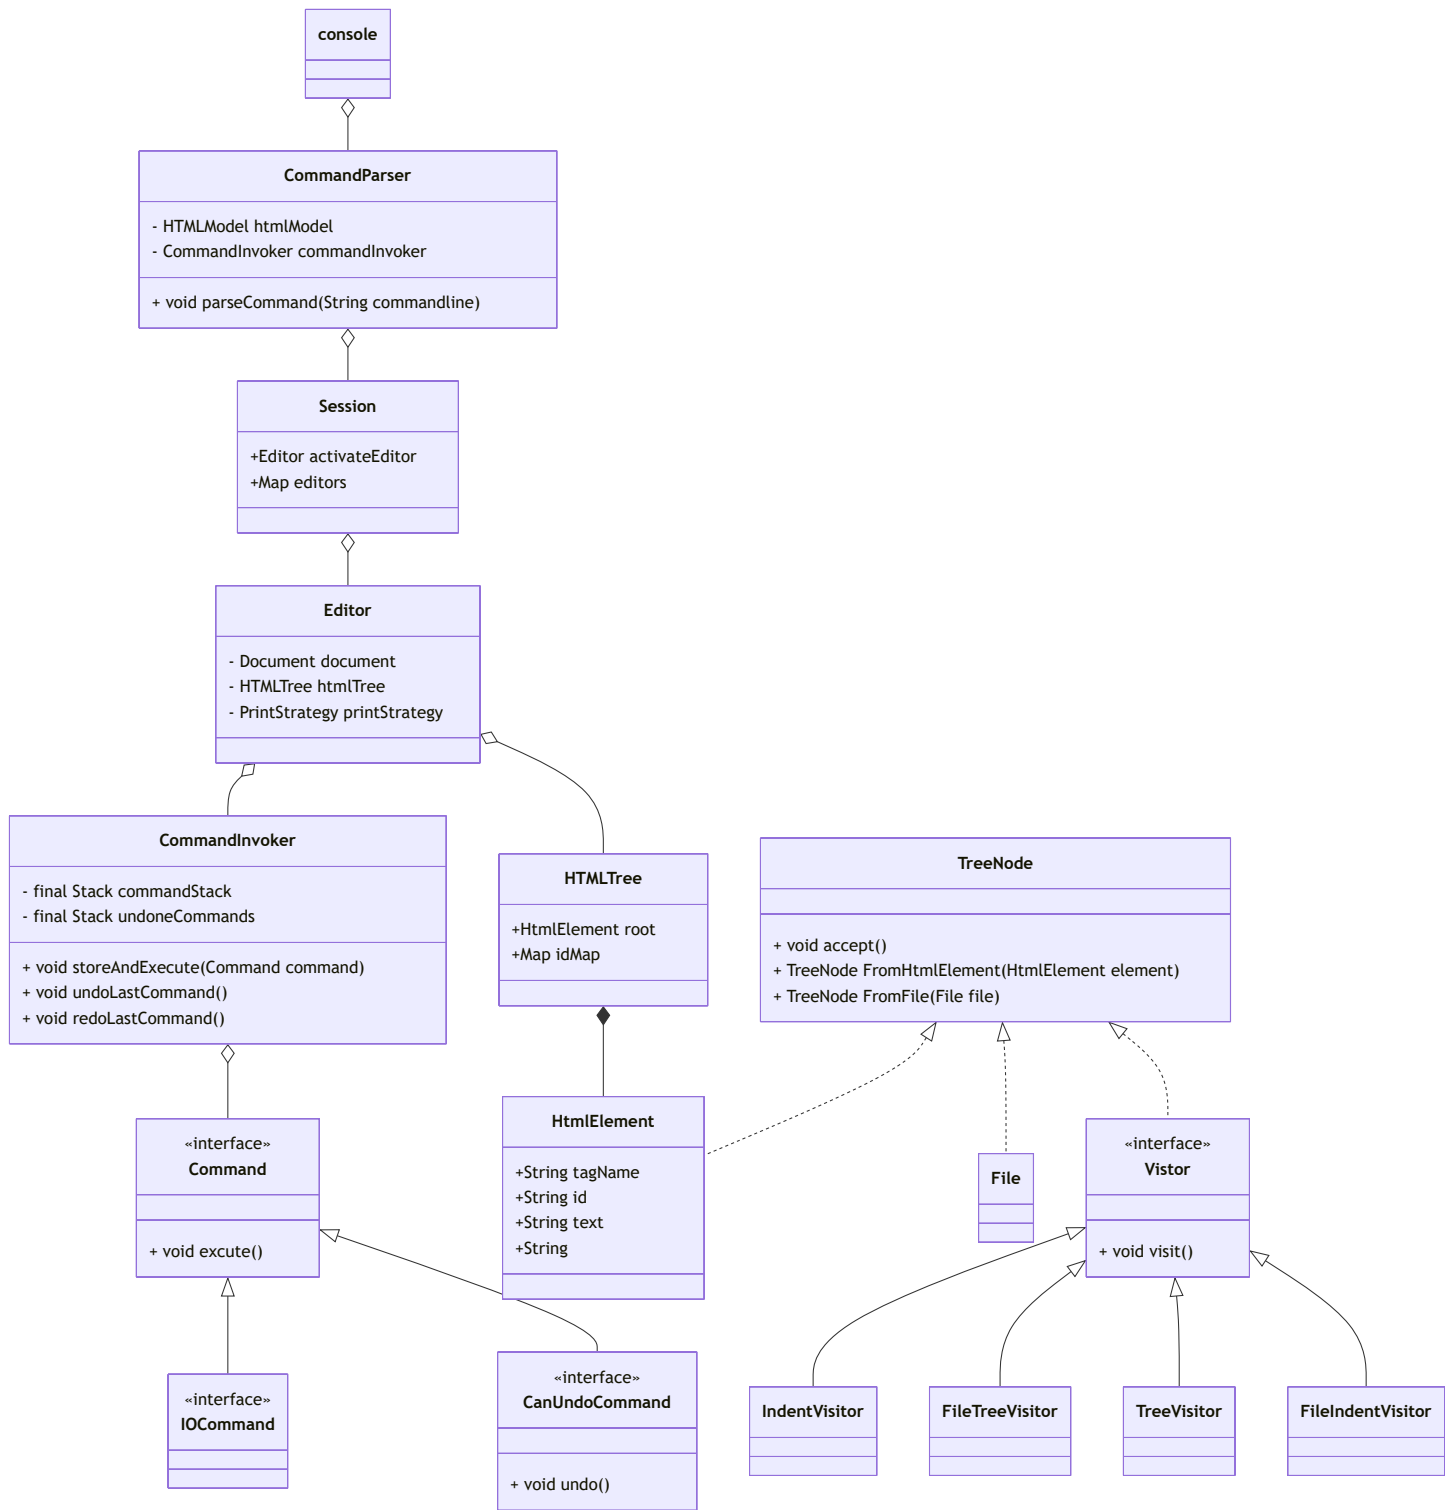 console
CommandParser
- HTMLModel htmlModel
- CommandInvoker commandInvoker
+ void parseCommand(String commandline)
Session
+Editor activateEditor
+Map editors
Editor
- Document document
- HTMLTree htmlTree
- PrintStrategy printStrategy
CommandInvoker
- final Stack commandStack
- final Stack undoneCommands
+ void storeAndExecute(Command command)
+ void undoLastCommand()
+ void redoLastCommand()
HTMLTree
+HtmlElement root
+Map idMap
TreeNode
+ void accept()
+ TreeNode FromHtmlElement(HtmlElement element)
+ TreeNode FromFile(File file)
«interface»
Command
+ void excute()
HtmlElement
+String tagName
+String id
+String text
+String
File
«interface»
Vistor
+ void visit()
«interface»
IOCommand
«interface»
CanUndoCommand
+ void undo()
IndentVisitor
FileTreeVisitor
TreeVisitor
FileIndentVisitor